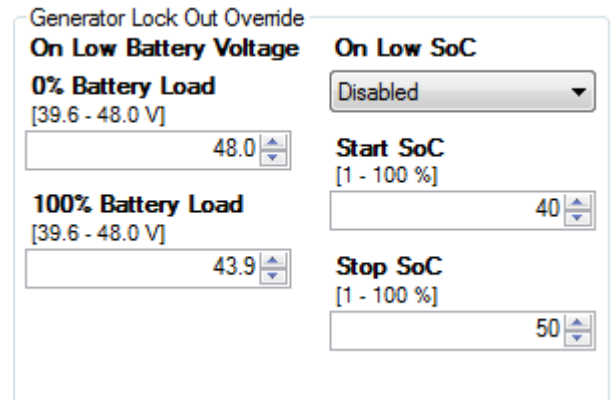 Generator Lock Out Override
On Low Battery Voltage
0% Battery Load
[39.6 - 48.0 V]
48.0
100% Battery Load
[39.6 - 48.0 V]
43.9
On Low SoC
Disabled
Start SoC
[1 - 100 %]
40
Stop SoC
[1 - 100 %]
50